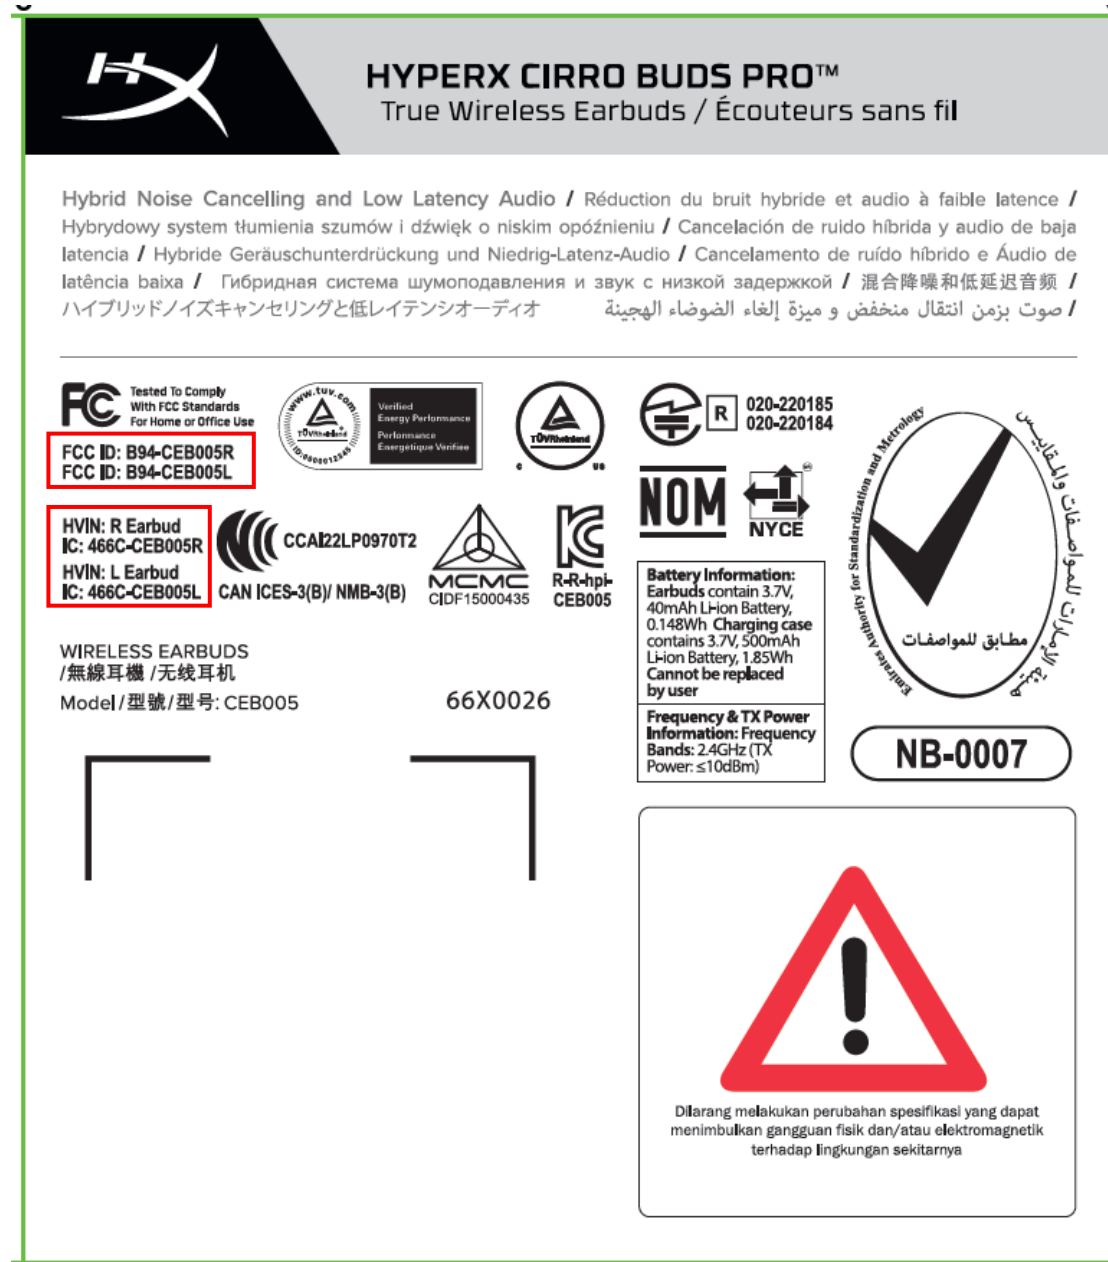 HX
HYPERX CIRRO BUDS PRO™
True Wireless Earbuds / Écouteurs sans fil
Hybrid Noise Cancelling and Low Latency Audio / Réduction du bruit hybride et audio à faible latence /
Hybrydowy system tłumienia szumów i dźwięk o niskim opóźnieniu / Cancelación de ruido híbrida y audio de baja
latencia / Hybride Geräuschunterdrückung und Niedrig-Latenz-Audio / Cancelamento de ruído híbrido e Áudio de
latência baixa / Гибридная система шумоподавления и звук с низкой задержкой / 混合降噪和低延迟音频 /
ハイブリッドノイズキャンセリングと低レイテンシオーディオ
/ صوت بزمن انتقال منخفض و ميزة إلغاء الضوضاء الهجينة
FC
Tested To Comply
With FCC Standards
For Home or Office Use
FCC ID: B94-CEB005R
FCC ID: B94-CEB005L
www.tuv.com
TÜVRheinland
ID:0000012345
Verified
Energy Performance
Performance
Énergétique Vérifiée
TÜVRheinland
C US
R
020-220185
020-220184
HVIN: R Earbud
IC: 466C-CEB005R
HVIN: L Earbud
IC: 466C-CEB005L
CCAI22LP0970T2
CAN ICES-3(B)/ NMB-3(B)
MCMC
CIDF15000435
R-R-hpi-
CEB005
NOM
NYCE
Battery Information:
Earbuds contain 3.7V,
40mAh Li-ion Battery,
0.148Wh Charging case
contains 3.7V, 500mAh
Li-ion Battery, 1.85Wh
Cannot be replaced
by user
Frequency & TX Power
Information: Frequency
Bands: 2.4GHz (TX
Power: ≤10dBm)
Emirates Authority for Standardization and Metrology
هيئة الإمارات للمواصفات والمقاييس
مطابق للمواصفات
NB-0007
WIRELESS EARBUDS
/無線耳機 /无线耳机
Model/型號/型号: CEB005
66X0026
Dilarang melakukan perubahan spesifikasi yang dapat
menimbulkan gangguan fisik dan/atau elektromagnetik
terhadap lingkungan sekitarnya